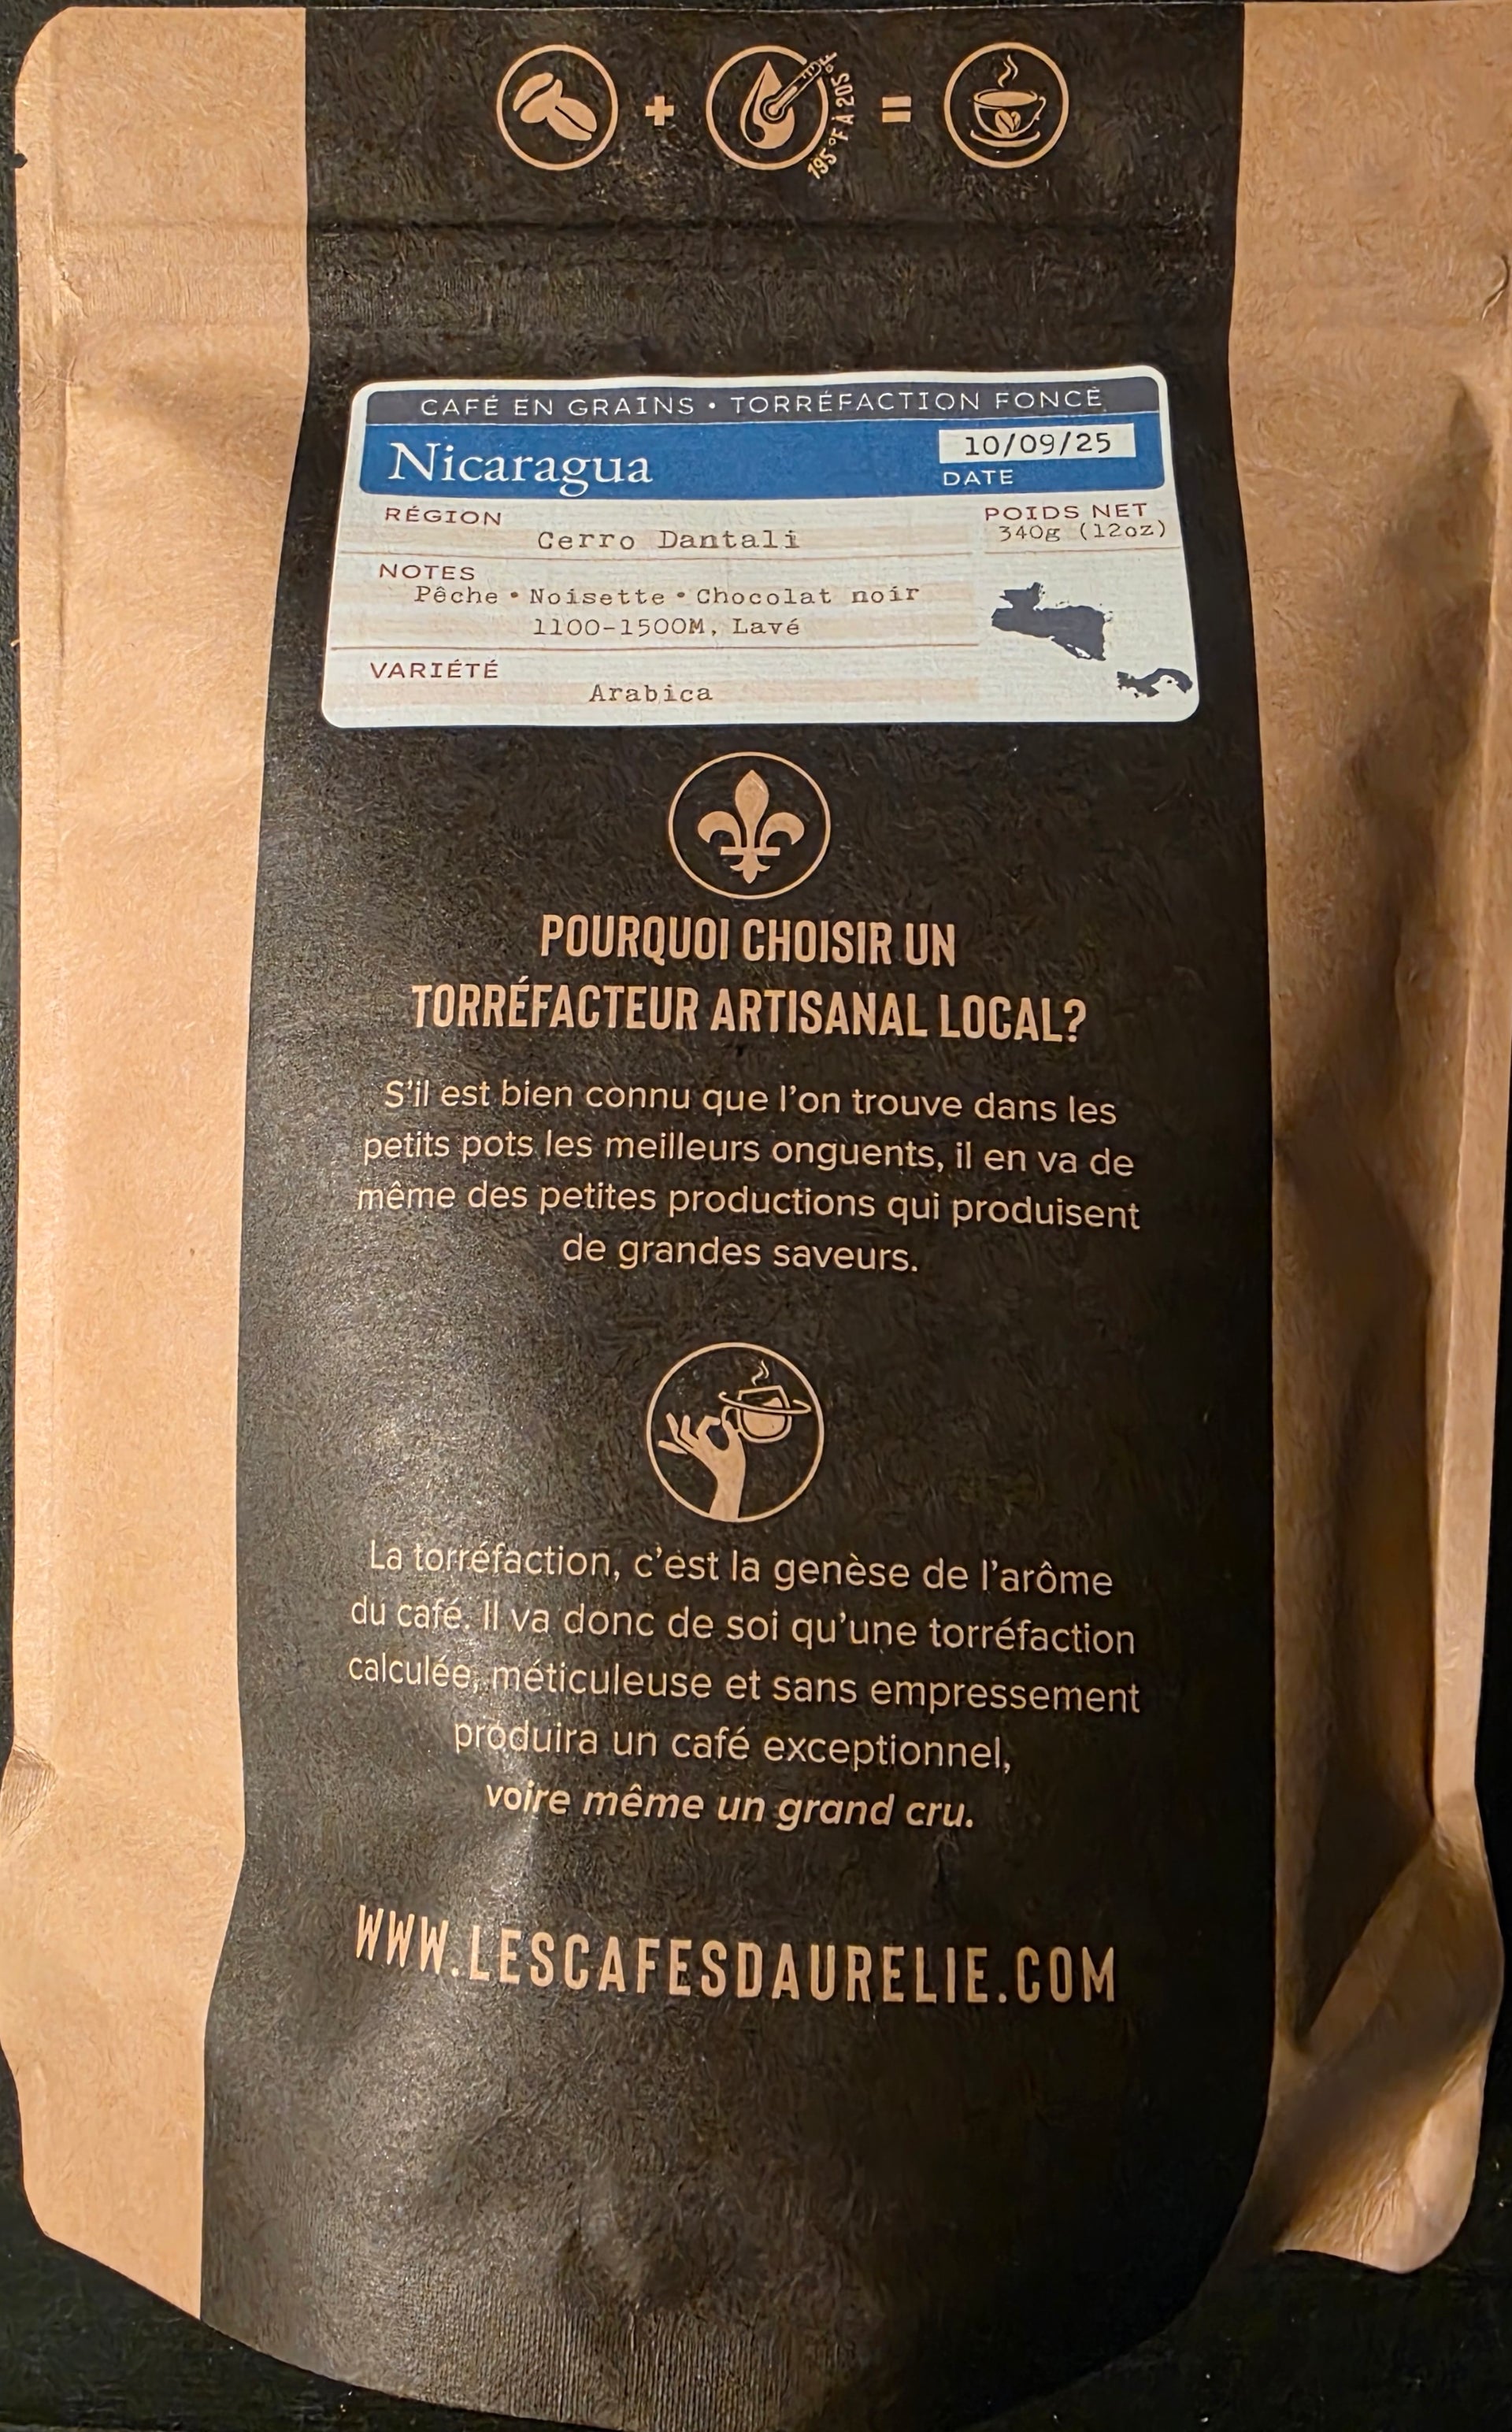 195 °F À 205 °F
CAFÉ EN GRAINS • TORRÉFACTION FONCÉ
Nicaragua
10/09/25
DATE
RÉGION
Cerro Dantali
POIDS NET
340g (12oz)
NOTES
Pêche • Noisette • Chocolat noir
1100-1500M, Lavé
VARIÉTÉ
Arabica
POURQUOI CHOISIR UN
TORRÉFACTEUR ARTISANAL LOCAL?
S'il est bien connu que l'on trouve dans les
petits pots les meilleurs onguents, il en va de
même des petites productions qui produisent
de grandes saveurs.
La torréfaction, c'est la genèse de l'arôme
du café. Il va donc de soi qu'une torréfaction
calculée, méticuleuse et sans empressement
produira un café exceptionnel,
voire même un grand cru.
WWW.LESCAFESDAURELIE.COM